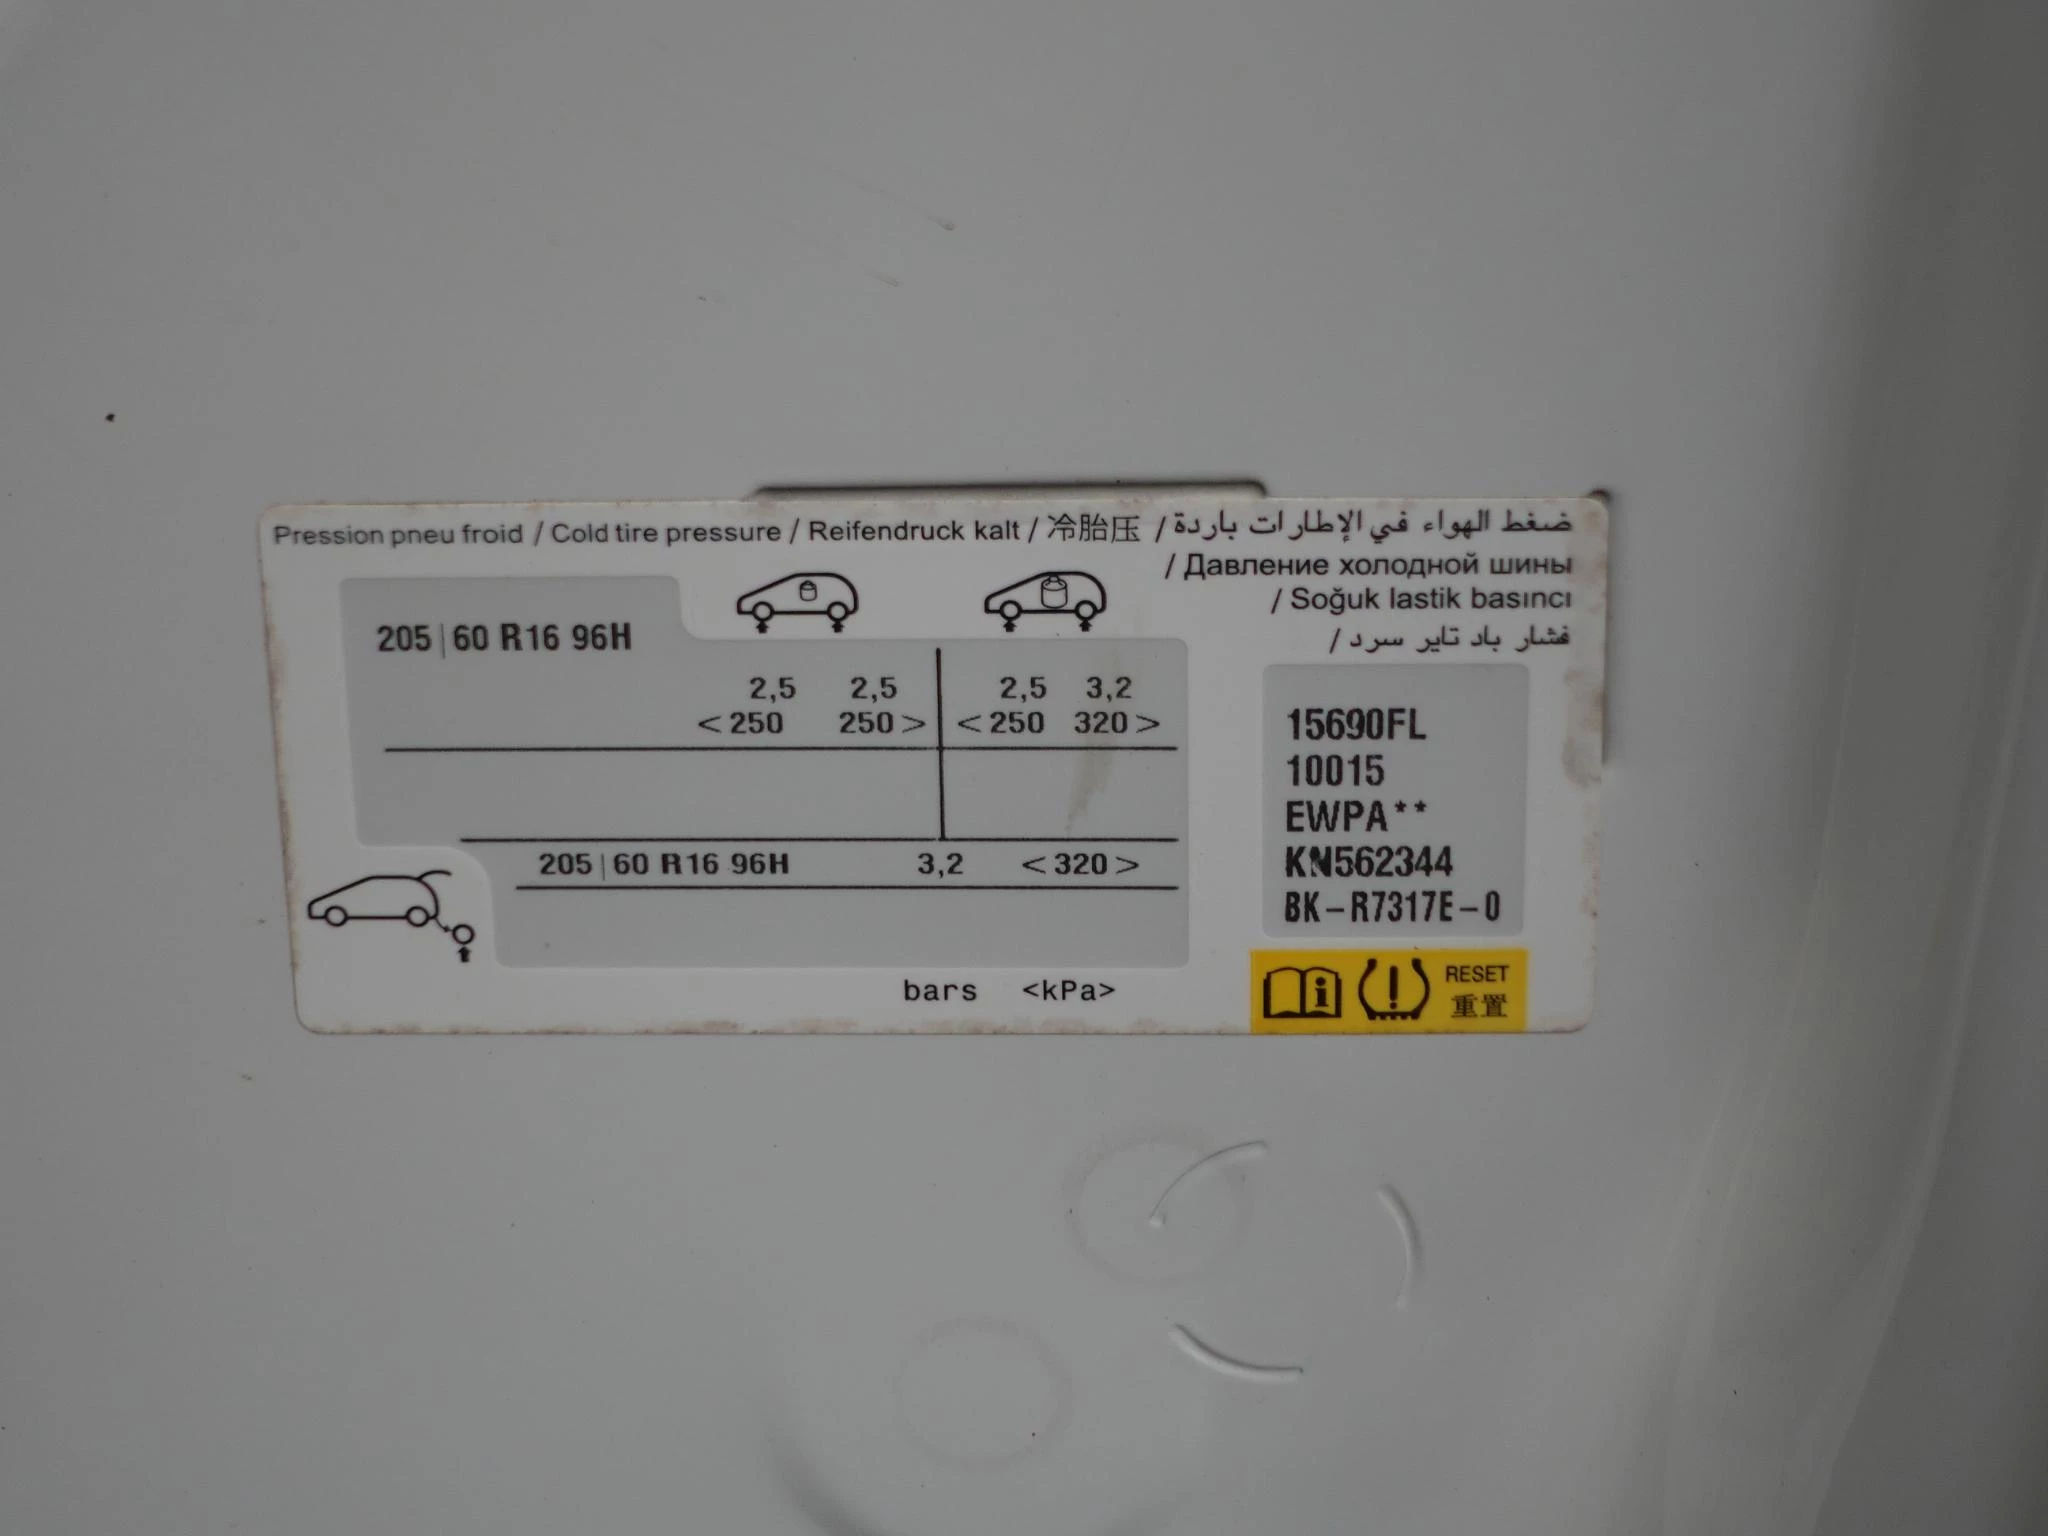 Pression pneu froid / Cold tire pressure / Reifendruck kalt / 冷胎压 / ضغط الهواء في الإطارات باردة
/ Давление холодной шины
/ Soğuk lastik basıncı
/ فشار باد تاير سرد
205|60 R16 96H
2,5 2,5 2,5 3,2
<250 250> <250 320>
205|60 R16 96H 3,2 <320>
bars <kPa>
15690FL
10015
EWPA**
KN562344
BK-R7317E-0
RESET
重置